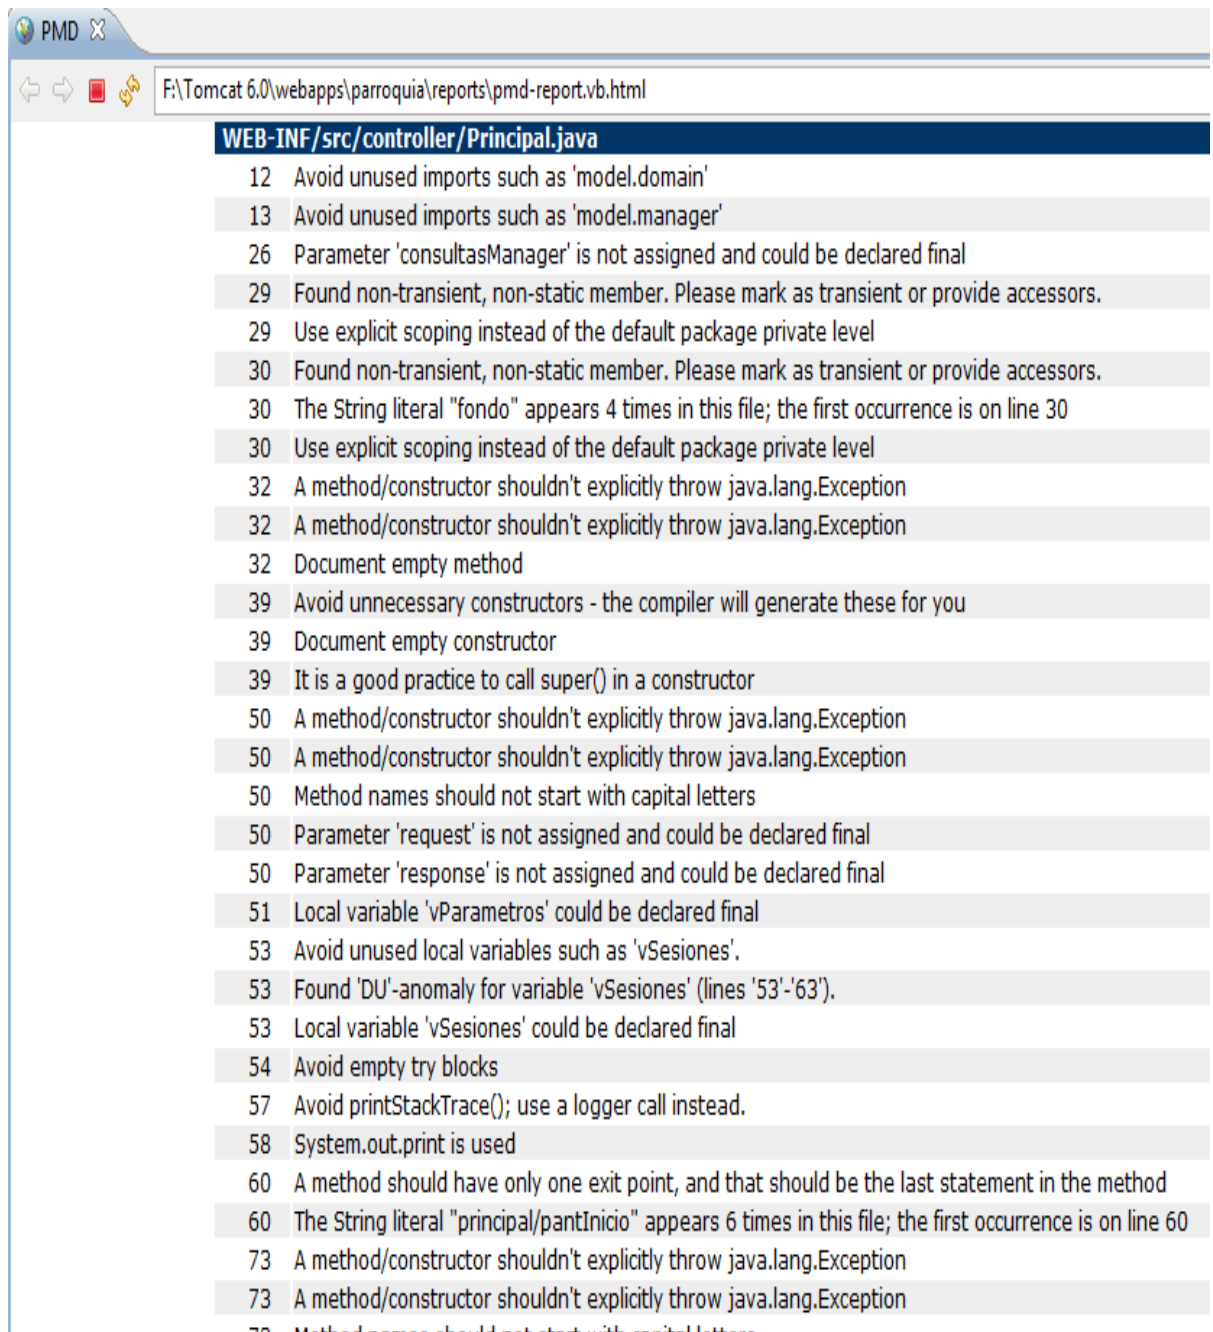 PMD
F:\Tomcat 6.0\webapps\parroquia\reports\pmd-report.vb.html
WEB-INF/src/controller/Principal.java
12 Avoid unused imports such as 'model.domain'
13 Avoid unused imports such as 'model.manager'
26 Parameter 'consultasManager' is not assigned and could be declared final
29 Found non-transient, non-static member. Please mark as transient or provide accessors.
29 Use explicit scoping instead of the default package private level
30 Found non-transient, non-static member. Please mark as transient or provide accessors.
30 The String literal "fondo" appears 4 times in this file; the first occurrence is on line 30
30 Use explicit scoping instead of the default package private level
32 A method/constructor shouldn't explicitly throw java.lang.Exception
32 A method/constructor shouldn't explicitly throw java.lang.Exception
32 Document empty method
39 Avoid unnecessary constructors - the compiler will generate these for you
39 Document empty constructor
39 It is a good practice to call super() in a constructor
50 A method/constructor shouldn't explicitly throw java.lang.Exception
50 A method/constructor shouldn't explicitly throw java.lang.Exception
50 Method names should not start with capital letters
50 Parameter 'request' is not assigned and could be declared final
50 Parameter 'response' is not assigned and could be declared final
51 Local variable 'vParametros' could be declared final
53 Avoid unused local variables such as 'vSesiones'.
53 Found 'DU'-anomaly for variable 'vSesiones' (lines '53'-'63').
53 Local variable 'vSesiones' could be declared final
54 Avoid empty try blocks
57 Avoid printStackTrace(); use a logger call instead.
58 System.out.print is used
60 A method should have only one exit point, and that should be the last statement in the method
60 The String literal "principal/pantInicio" appears 6 times in this file; the first occurrence is on line 60
73 A method/constructor shouldn't explicitly throw java.lang.Exception
73 A method/constructor shouldn't explicitly throw java.lang.Exception
Method names should not start with capital letters